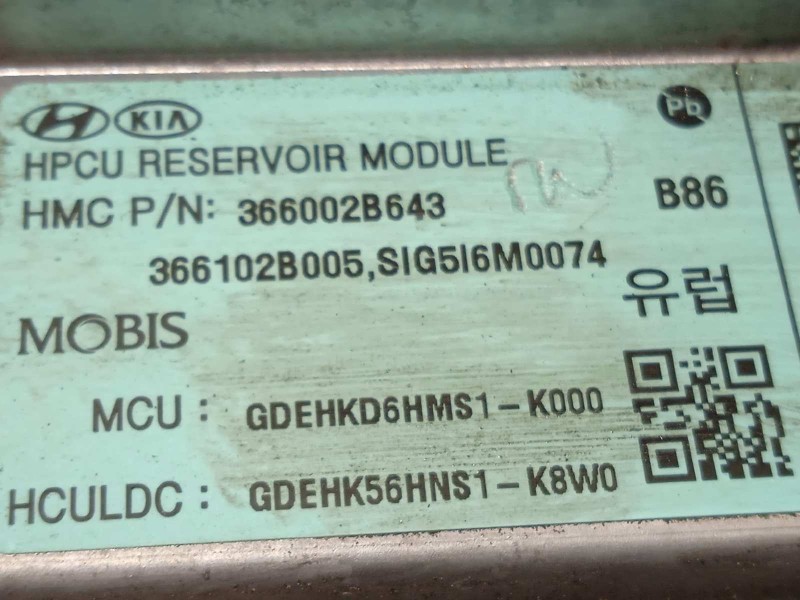 KIA
Pb
HPCU RESERVOIR MODULE
HMC P/N: 366002B643
B86
366102B005,SIG5I6M0074
유럽
MOBIS
MCU : GDEHKD6HMS1-K000
HCULDC : GDEHK56HNS1-K8W0